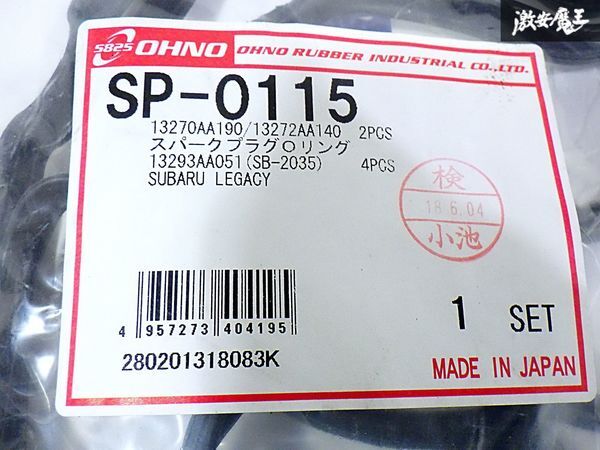 激安魔王
SB25 OHNO OHNO RUBBER INDUSTRIAL CO.,LTD.
SP-0115
13270AA190/13272AA140 2PCS
スパークプラグOリング
13293AA051(SB-2035) 4PCS
SUBARU LEGACY
検
18.6.04
小池
4 957273 404195
1 SET
280201318083K
MADE IN JAPAN